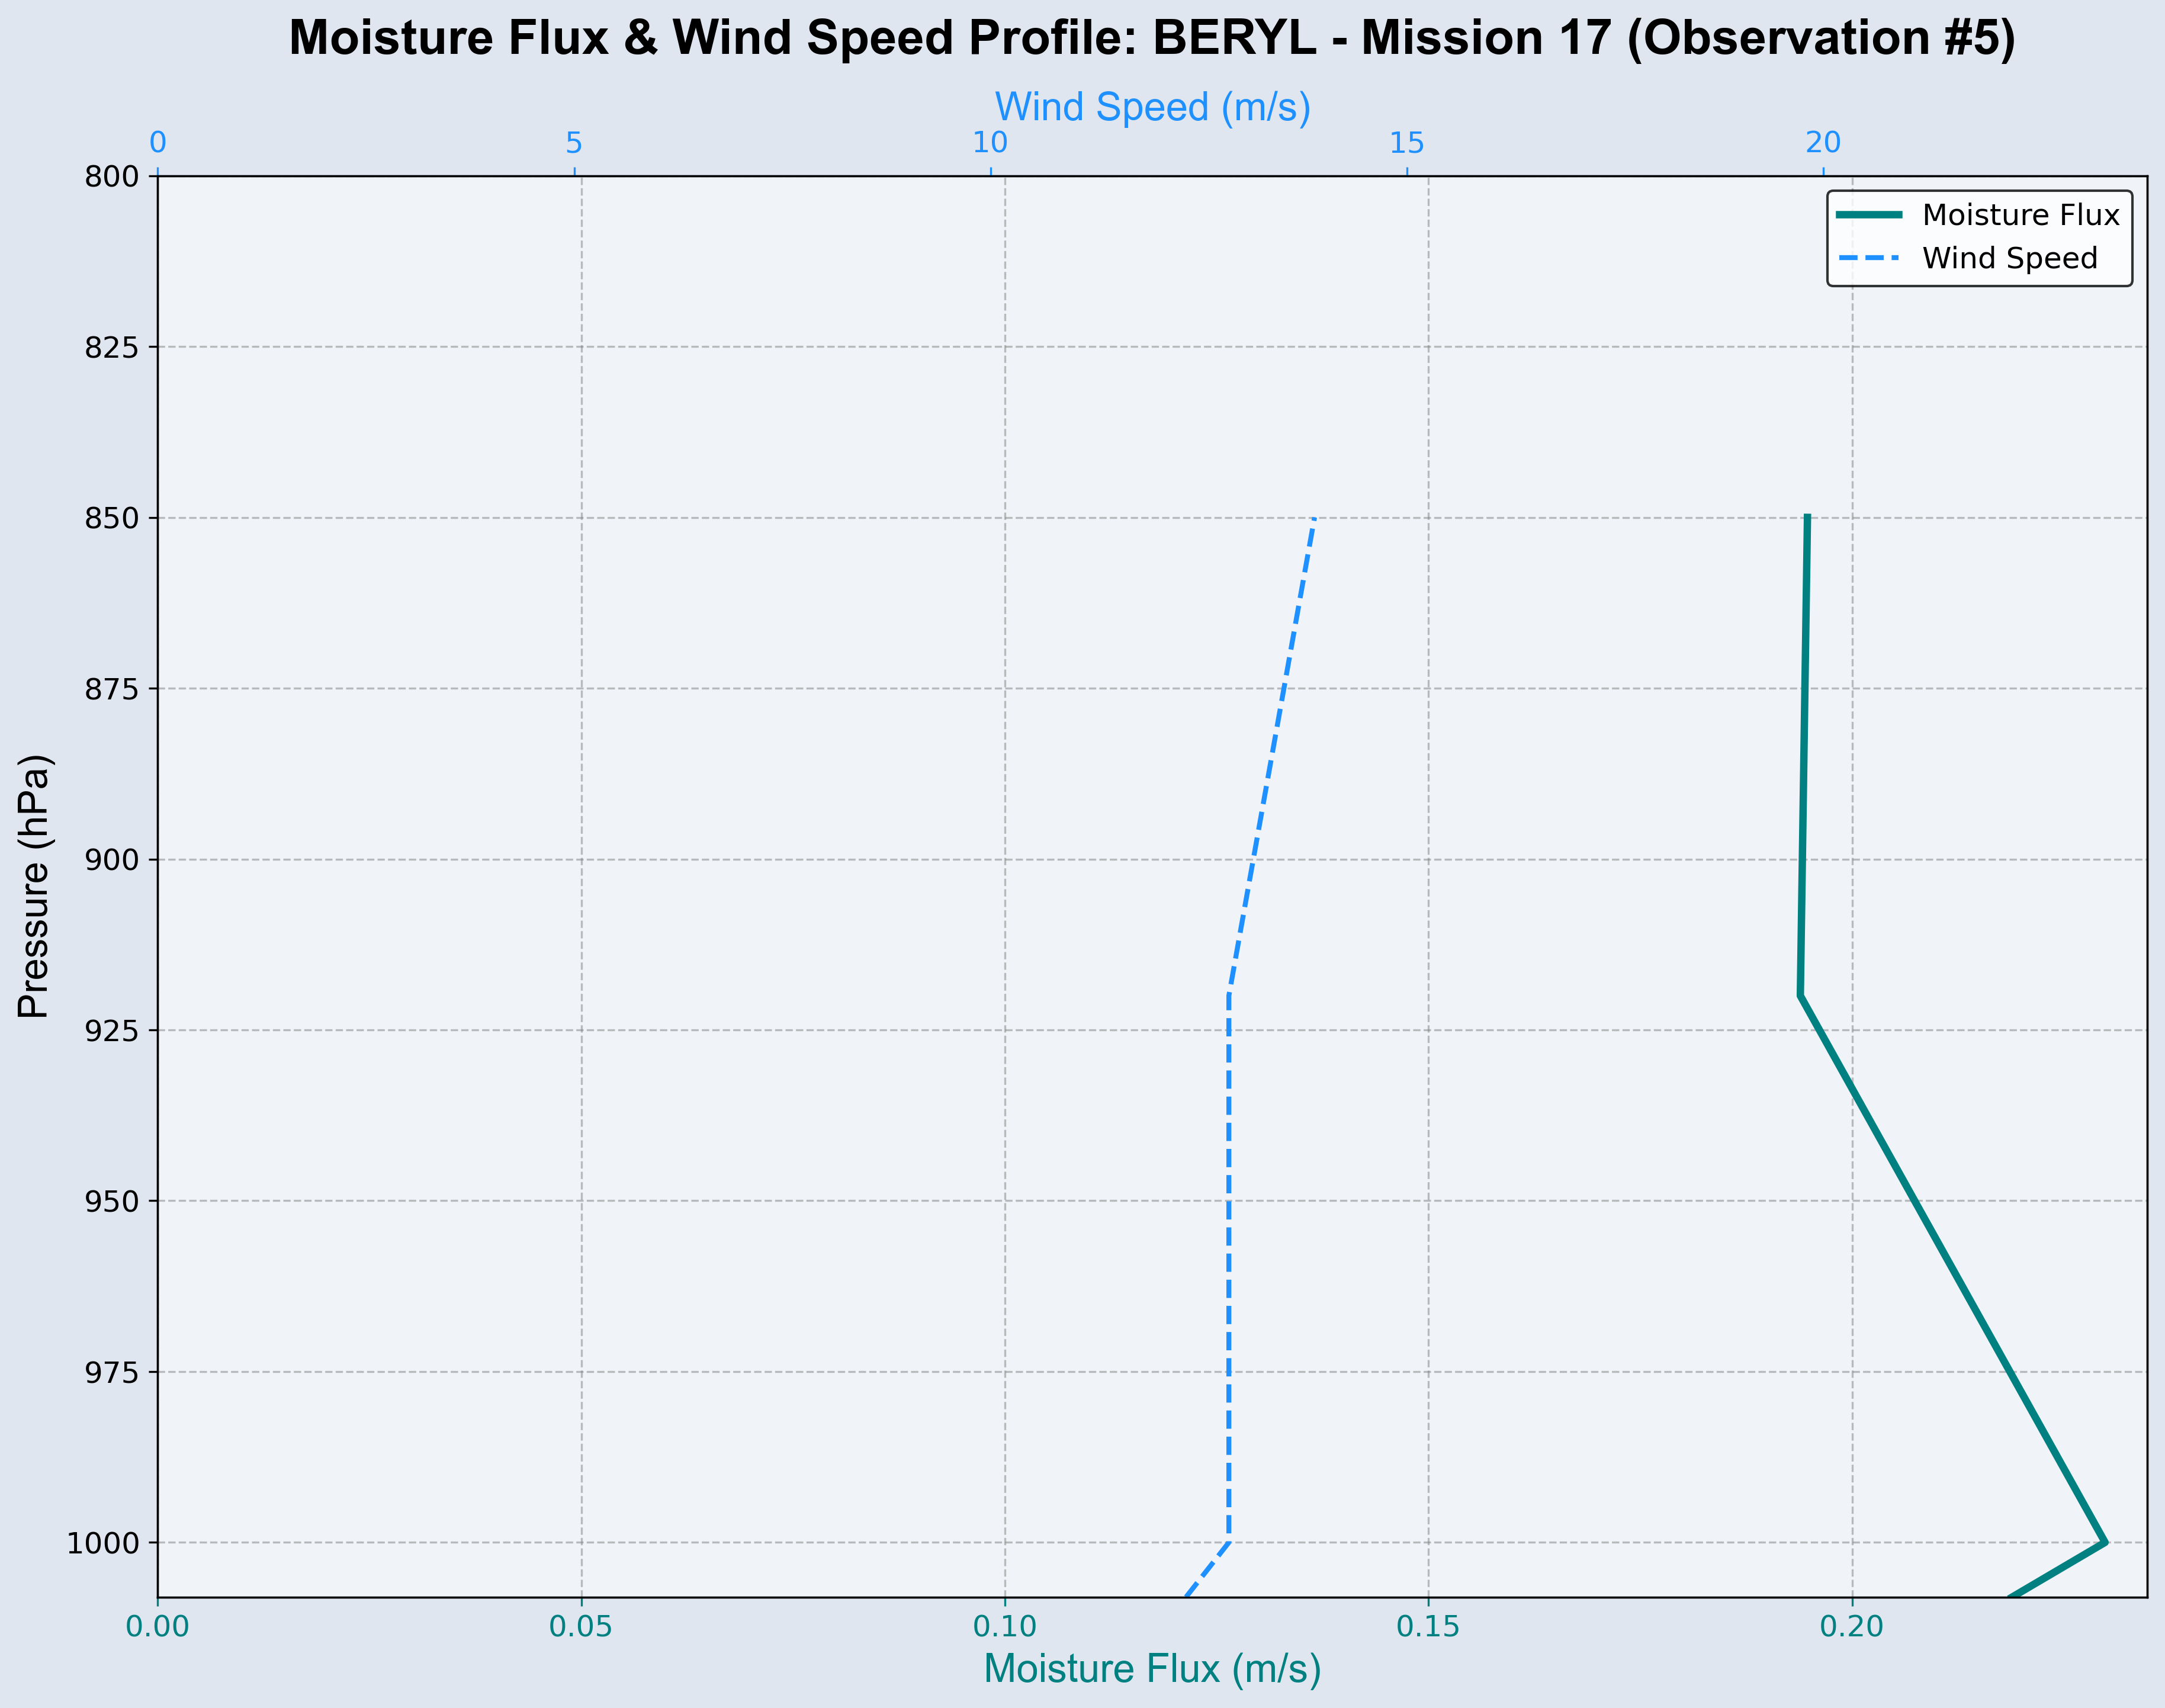 Moisture Flux & Wind Speed Profile: BERYL - Mission 17 (Observation #5)
Wind Speed (m/s)
0 5 10 15 20
Moisture Flux
Wind Speed
800
825
850
875
900
925
950
975
1000
Pressure (hPa)
0.00 0.05 0.10 0.15 0.20
Moisture Flux (m/s)